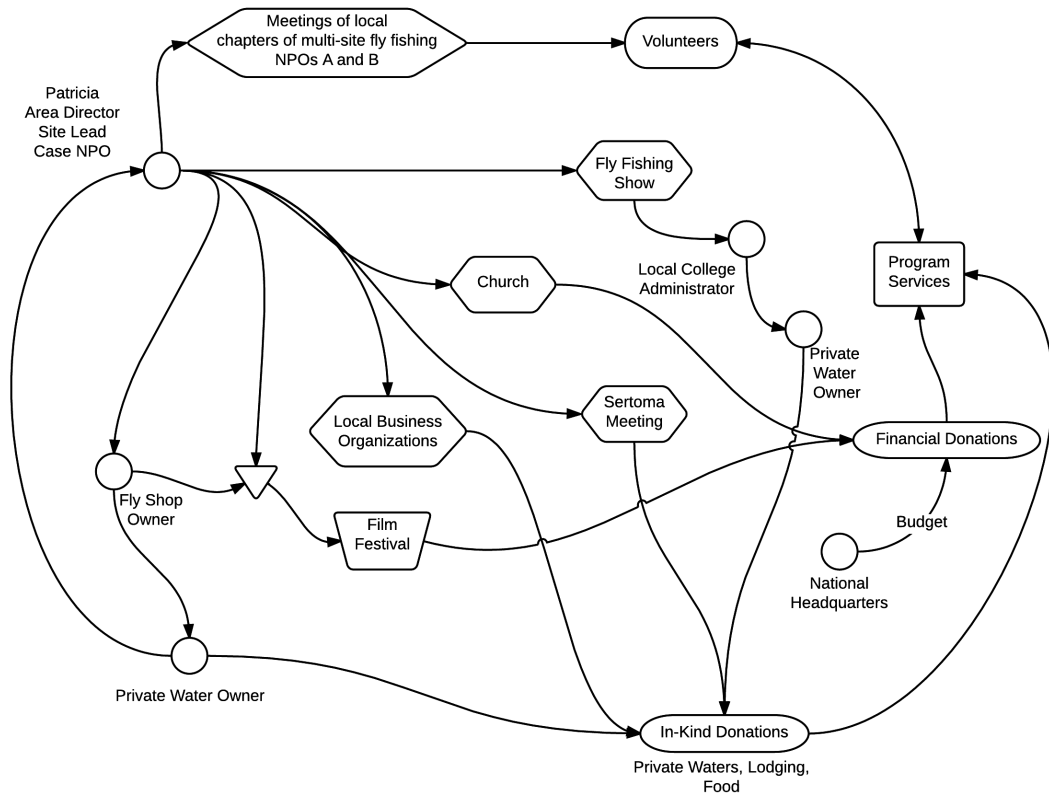 Meetings of local
chapters of multi-site fly fishing
NPOs A and B
Volunteers
Patricia
Area Director
Site Lead
Case NPO
Fly Fishing
Show
Local College
Administrator
Program
Services
Church
Private
Water
Owner
Local Business
Organizations
Sertoma
Meeting
Financial Donations
Fly Shop
Owner
Film
Festival
Budget
National
Headquarters
Private Water Owner
In-Kind Donations
Private Waters, Lodging,
Food